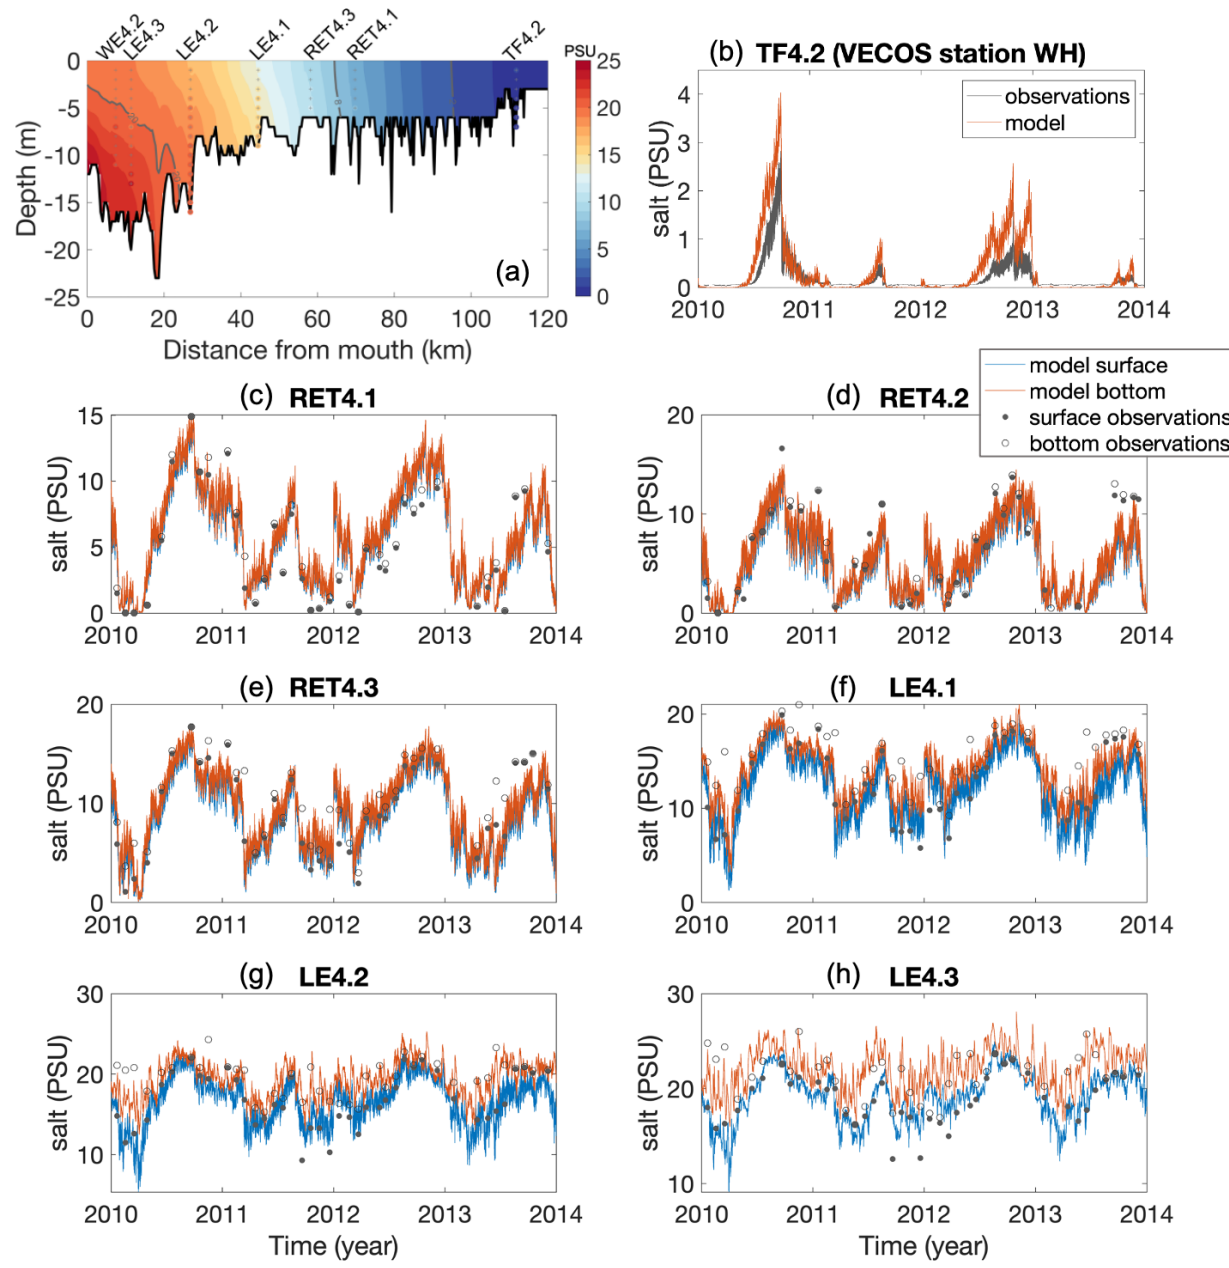 WE4.2
LE4.3
LE4.2
LE4.1
RET4.3
RET4.1
TF4.2
PSU
0
-5
-10
-15
-20
-25
Depth (m)
0 20 40 60 80 100 120
Distance from mouth (km)
(a)
25
20
15
10
5
0
(b) TF4.2 (VECOS station WH)
observations
model
4
3
2
1
0
salt (PSU)
2010 2011 2012 2013 2014
model surface
model bottom
surface observations
bottom observations
(c) RET4.1
15
10
5
0
salt (PSU)
2010 2011 2012 2013 2014
(d) RET4.2
20
10
0
salt (PSU)
2010 2011 2012 2013 2014
(e) RET4.3
20
10
0
salt (PSU)
2010 2011 2012 2013 2014
(f) LE4.1
20
10
0
salt (PSU)
2010 2011 2012 2013 2014
(g) LE4.2
30
20
10
salt (PSU)
2010 2011 2012 2013 2014
Time (year)
(h) LE4.3
30
20
10
salt (PSU)
2010 2011 2012 2013 2014
Time (year)